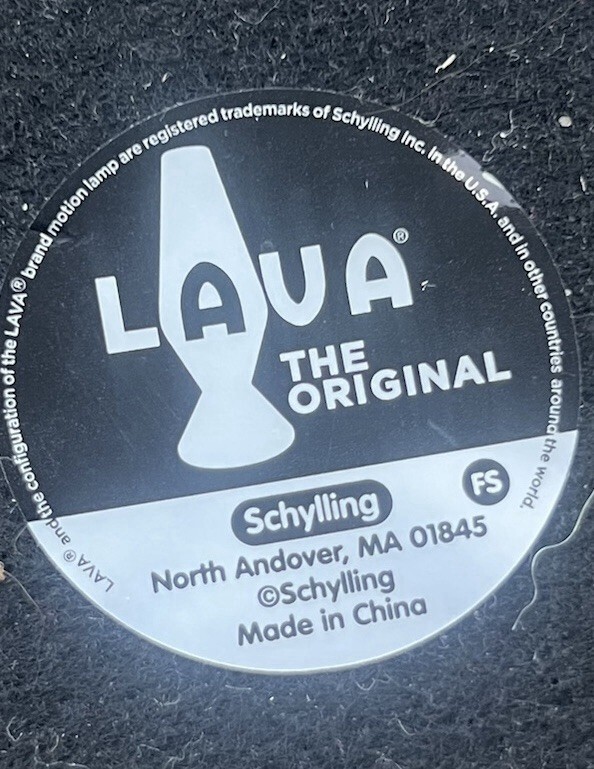 LAVA® and the configuration of the LAVA® brand motion lamp are registered trademarks of Schylling Inc. In the U.S.A. and in other countries around the world.
LAVA®
THE
ORIGINAL
Schylling
FS
North Andover, MA 01845
©Schylling
Made in China